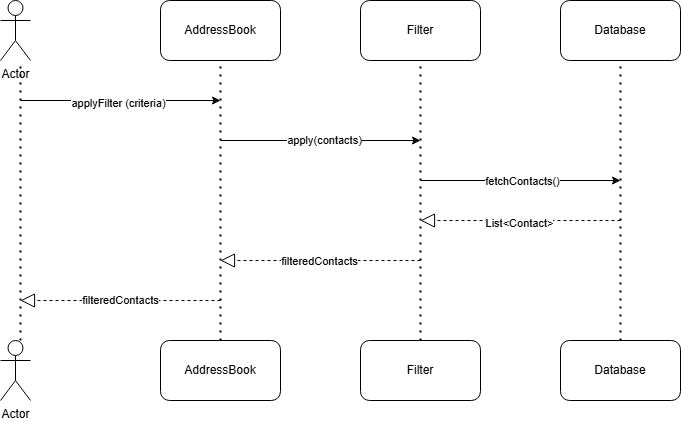 AddressBook
Filter
Database
Actor
applyFilter (criteria)
apply(contacts)
fetchContacts()
List<Contact>
filteredContacts
filteredContacts
AddressBook
Filter
Database
Actor